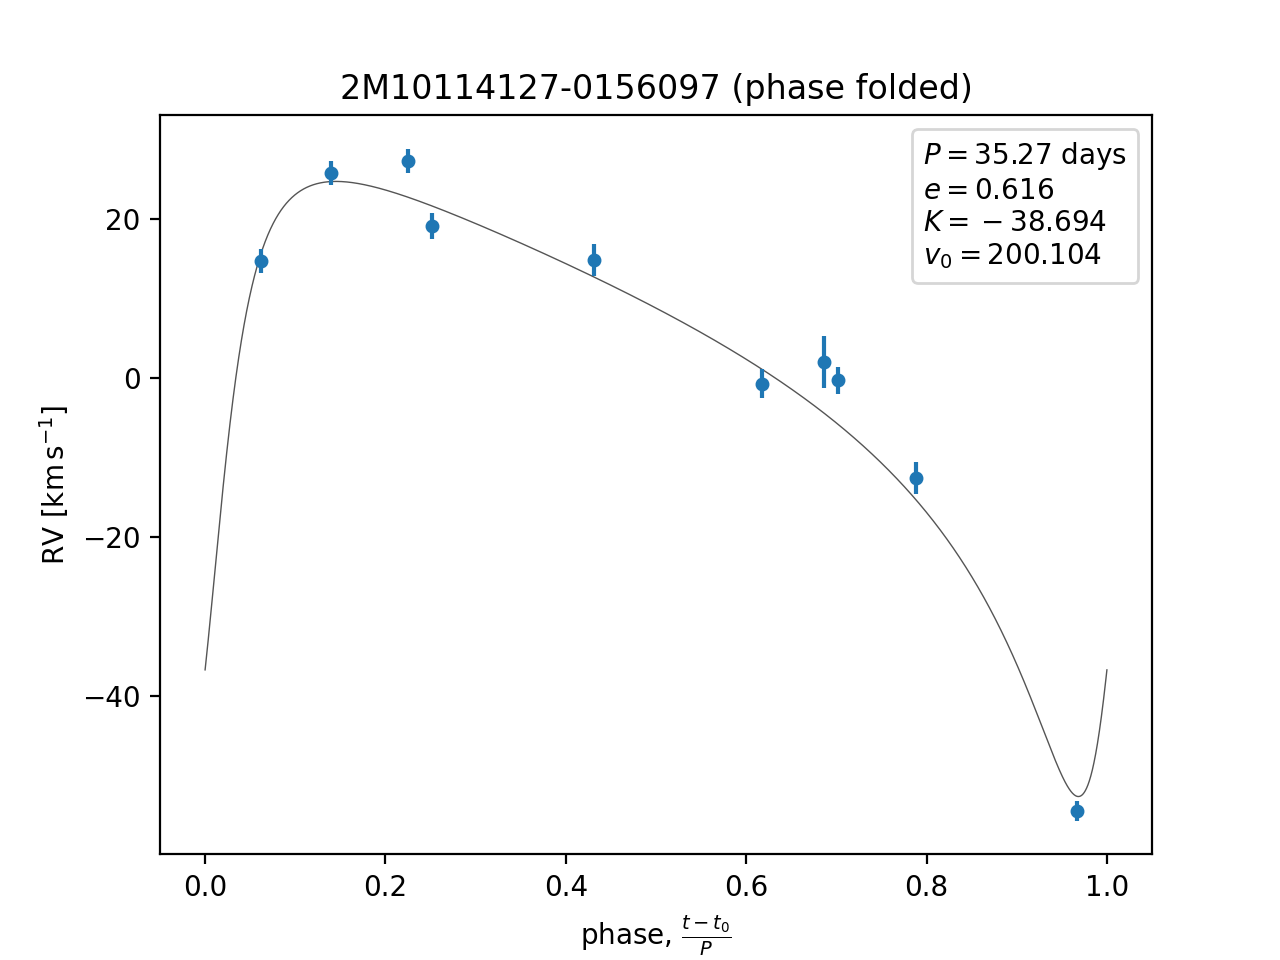 2M10114127-0156097 (phase folded)
P = 35.27 days
e = 0.616
K = −38.694
v₀ = 200.104
20
0
−20
−40
RV [km s⁻¹]
0.0 0.2 0.4 0.6 0.8 1.0
phase, (t − t₀)/P